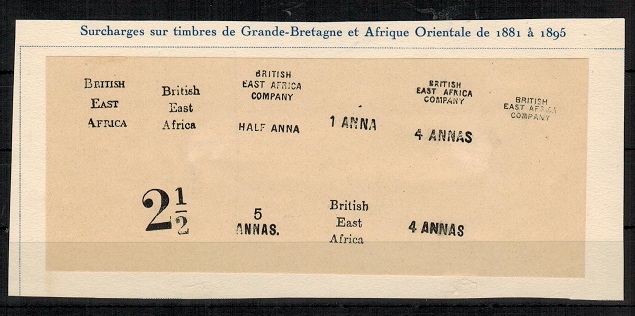 Surcharges sur timbres de Grande-Bretagne et Afrique Orientale de 1881 à 1895
BRITISH
EAST
AFRICA
British
East
Africa
BRITISH
EAST AFRICA
COMPANY
HALF ANNA
1 ANNA
BRITISH
EAST AFRICA
COMPANY
4 ANNAS
BRITISH
EAST AFRICA
COMPANY
2 1/2
5
ANNAS.
British
East
Africa
4 ANNAS